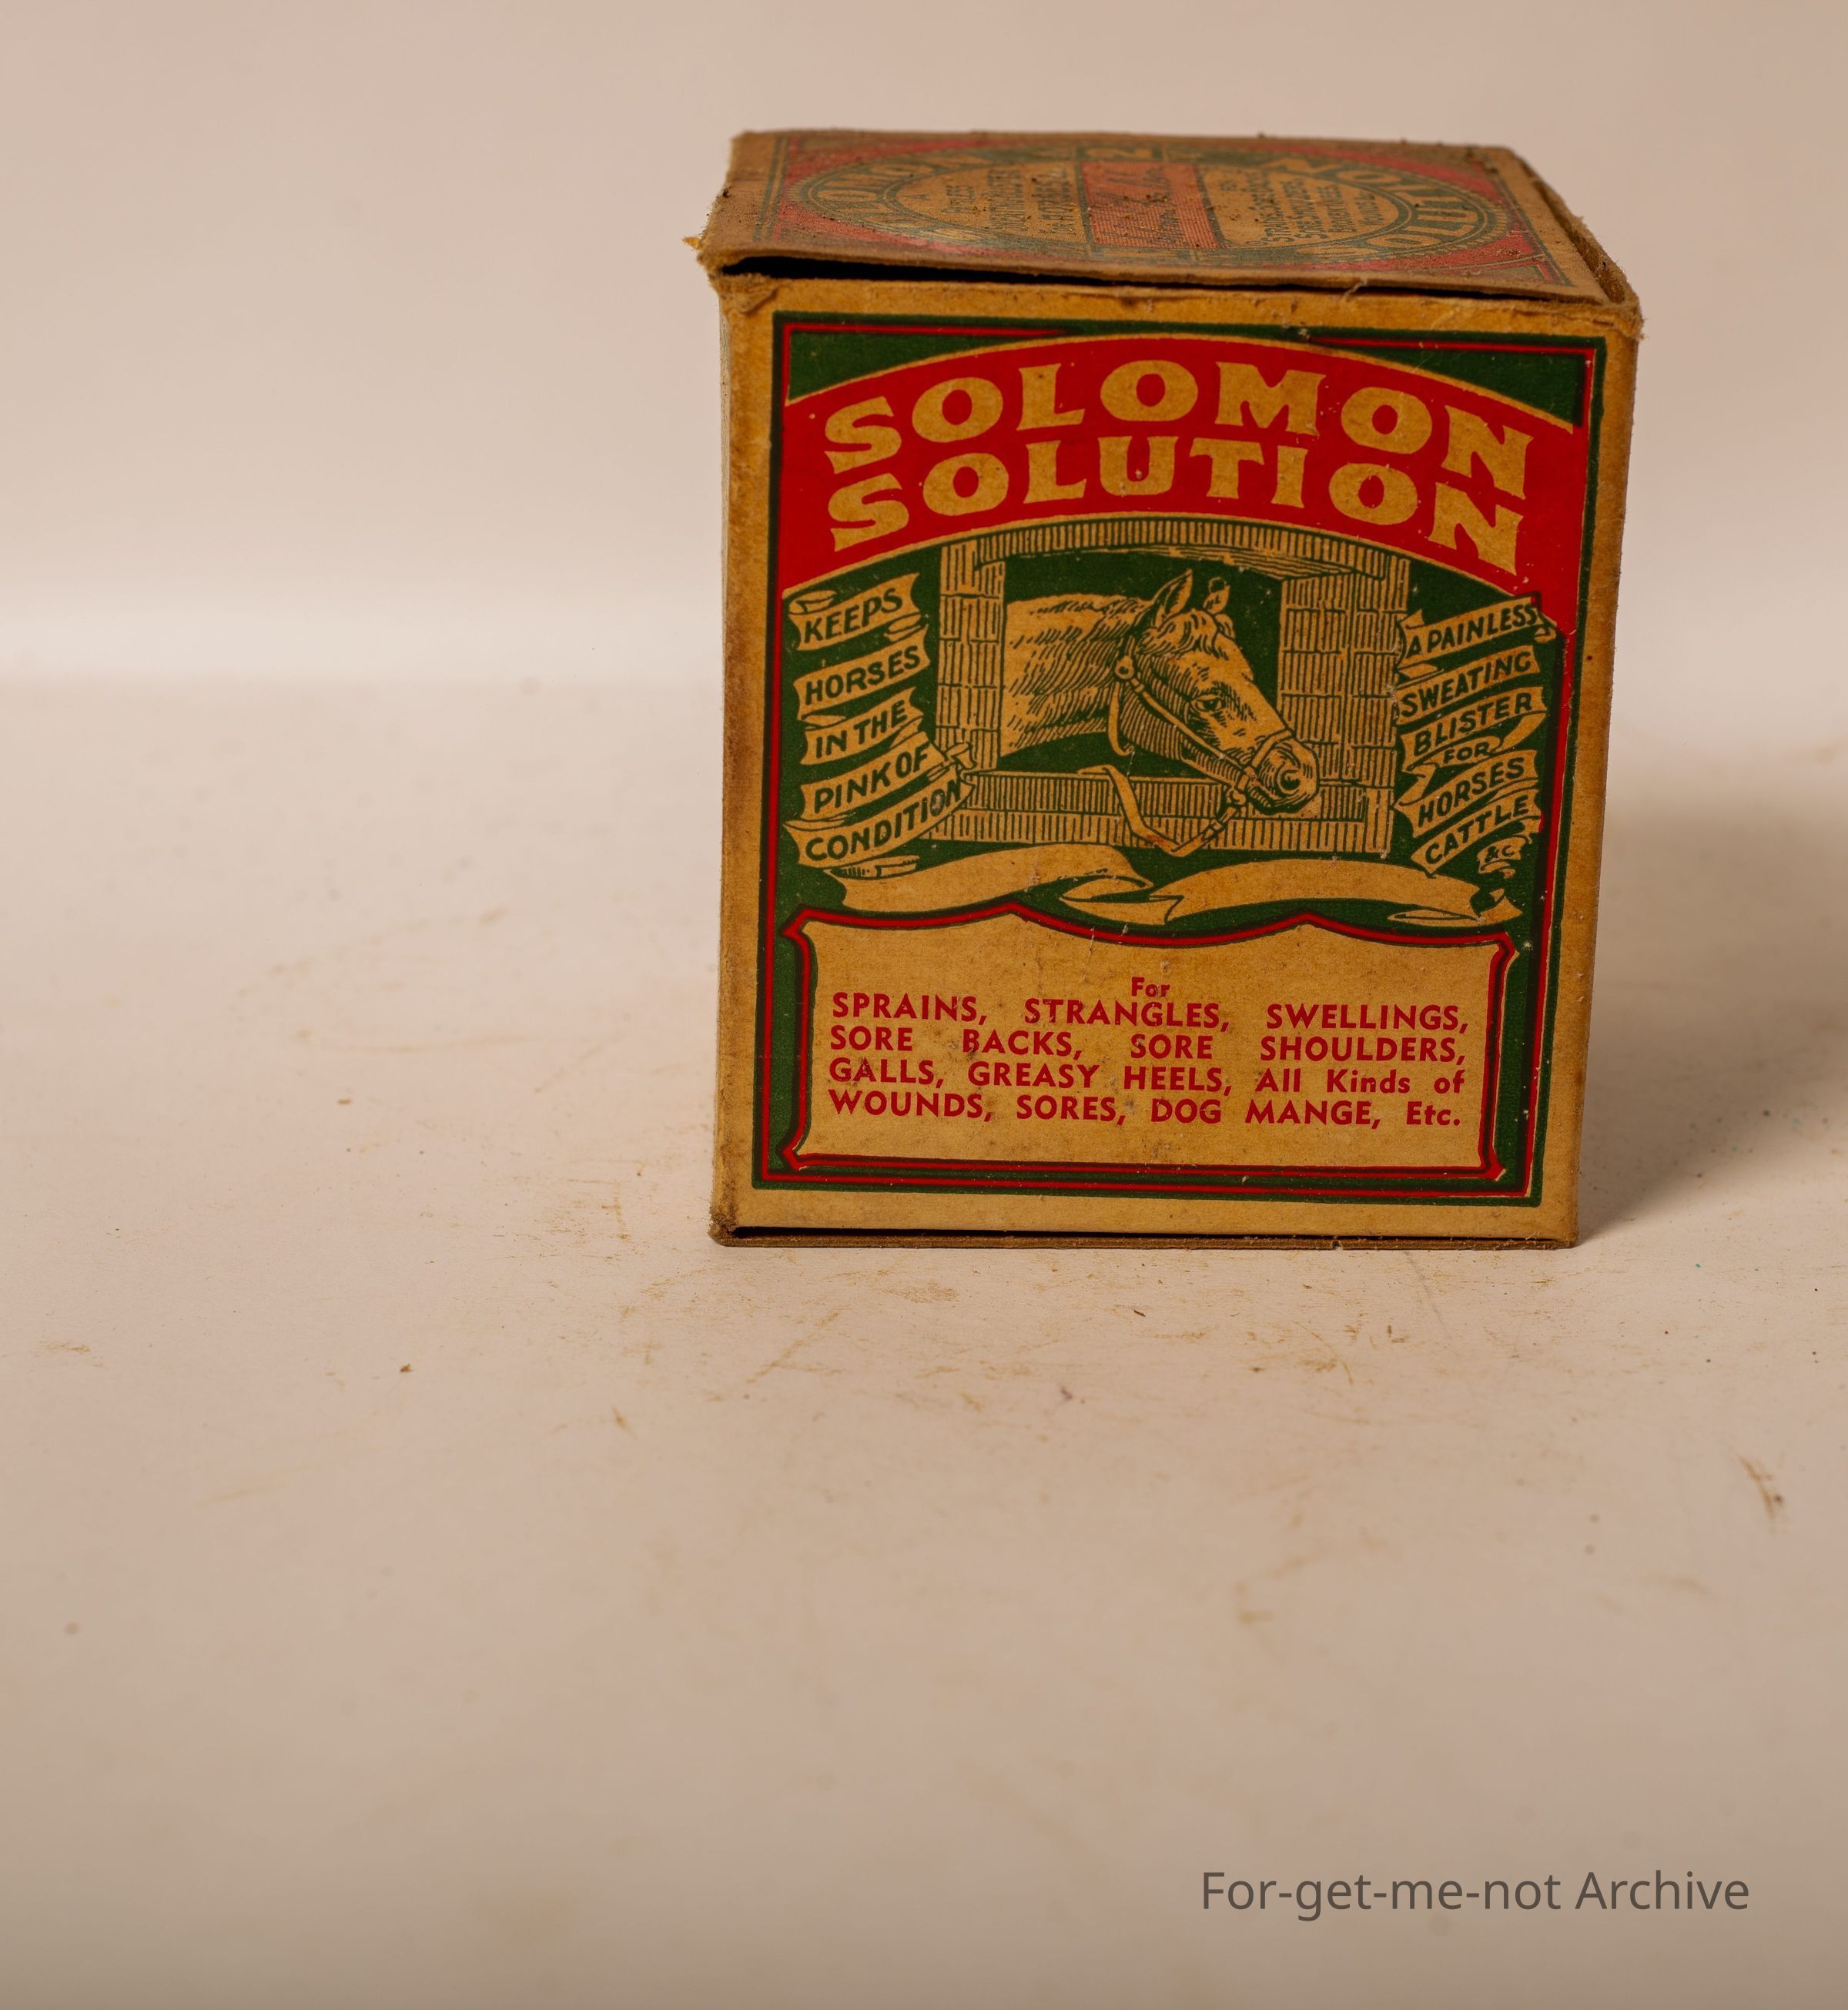 SOLOMON
SOLUTION
SOLOMON
SOLUTION
KEEPS
HORSES
IN THE
PINK OF
CONDITION
A PAINLESS
SWEATING
BLISTER
FOR
HORSES
CATTLE
&c.
For
SPRAINS, STRANGLES, SWELLINGS,
SORE BACKS, SORE SHOULDERS,
GALLS, GREASY HEELS, All Kinds of
WOUNDS, SORES, DOG MANGE, Etc.
For-get-me-not Archive